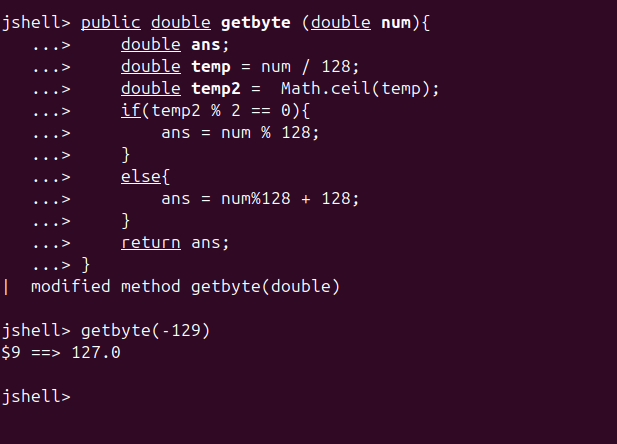 jshell> public double getbyte (double num){
   ...>     double ans;
   ...>     double temp = num / 128;
   ...>     double temp2 =  Math.ceil(temp);
   ...>     if(temp2 % 2 == 0){
   ...>         ans = num % 128;
   ...>     }
   ...>     else{
   ...>         ans = num%128 + 128;
   ...>     }
   ...>     return ans;
   ...> }
|  modified method getbyte(double)
jshell> getbyte(-129)
$9 ==> 127.0
jshell>